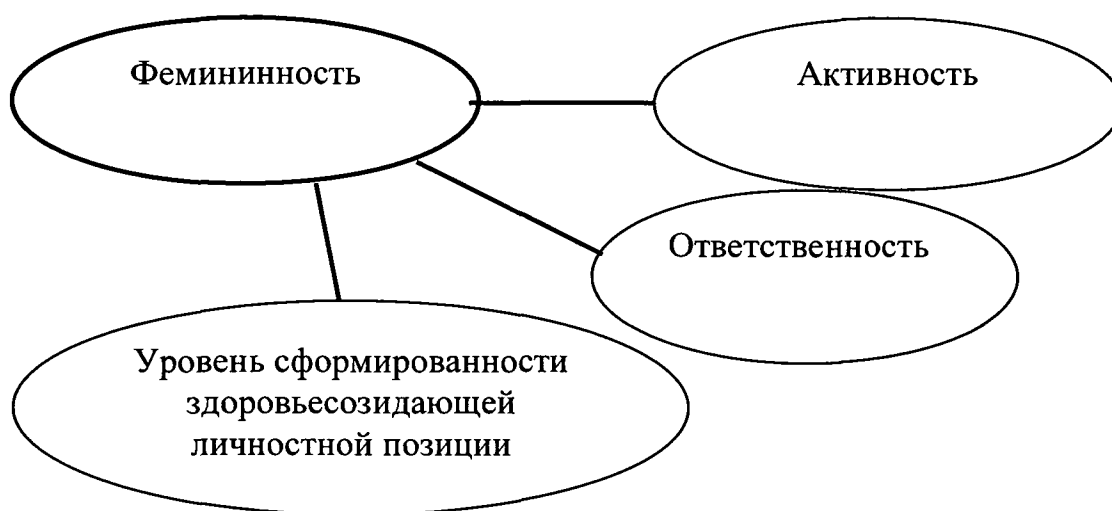 Фемининность
Активность
Ответственность
Уровень сформированности
здоровьесозидающей
личностной позиции